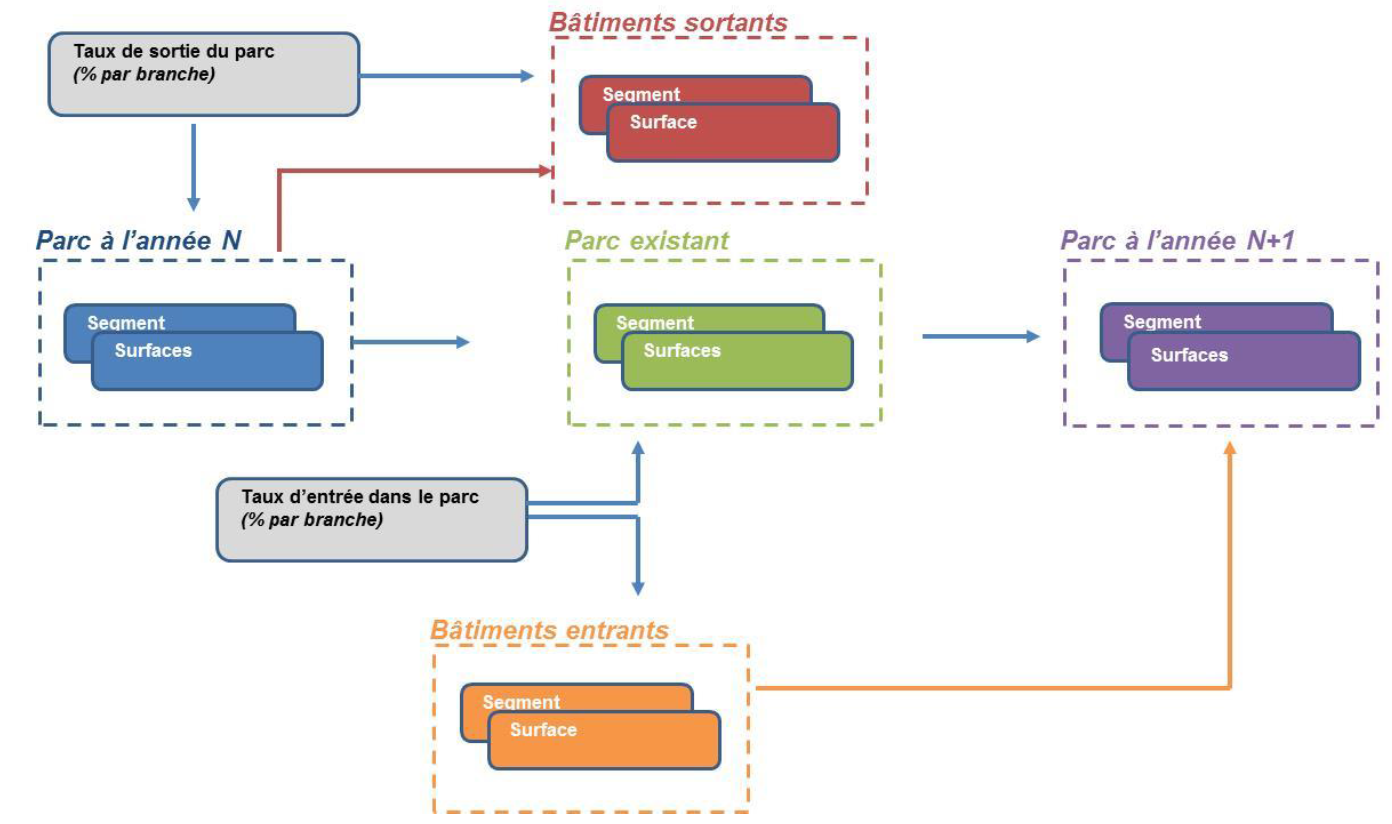 Bâtiments sortants
Taux de sortie du parc
(% par branche)
Segment
Surface
Parc à l'année N
Segment
Surfaces
Parc existant
Segment
Surfaces
Parc à l'année N+1
Segment
Surfaces
Taux d'entrée dans le parc
(% par branche)
Bâtiments entrants
Segment
Surface